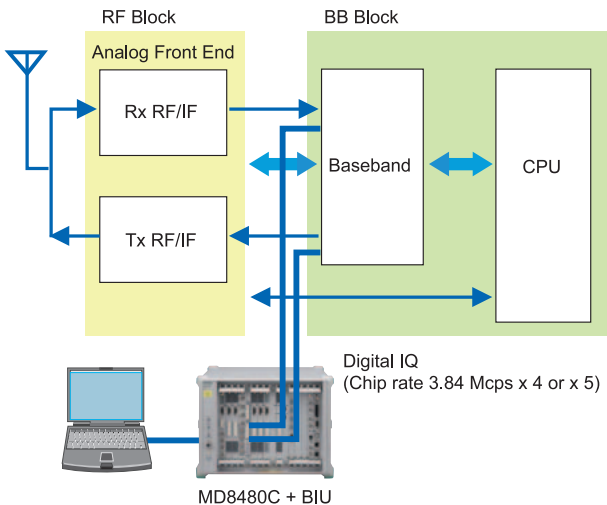 RF Block
BB Block
Analog Front End
Rx RF/IF
Baseband
CPU
Tx RF/IF
Digital IQ
(Chip rate 3.84 Mcps x 4 or x 5)
MD8480C + BIU